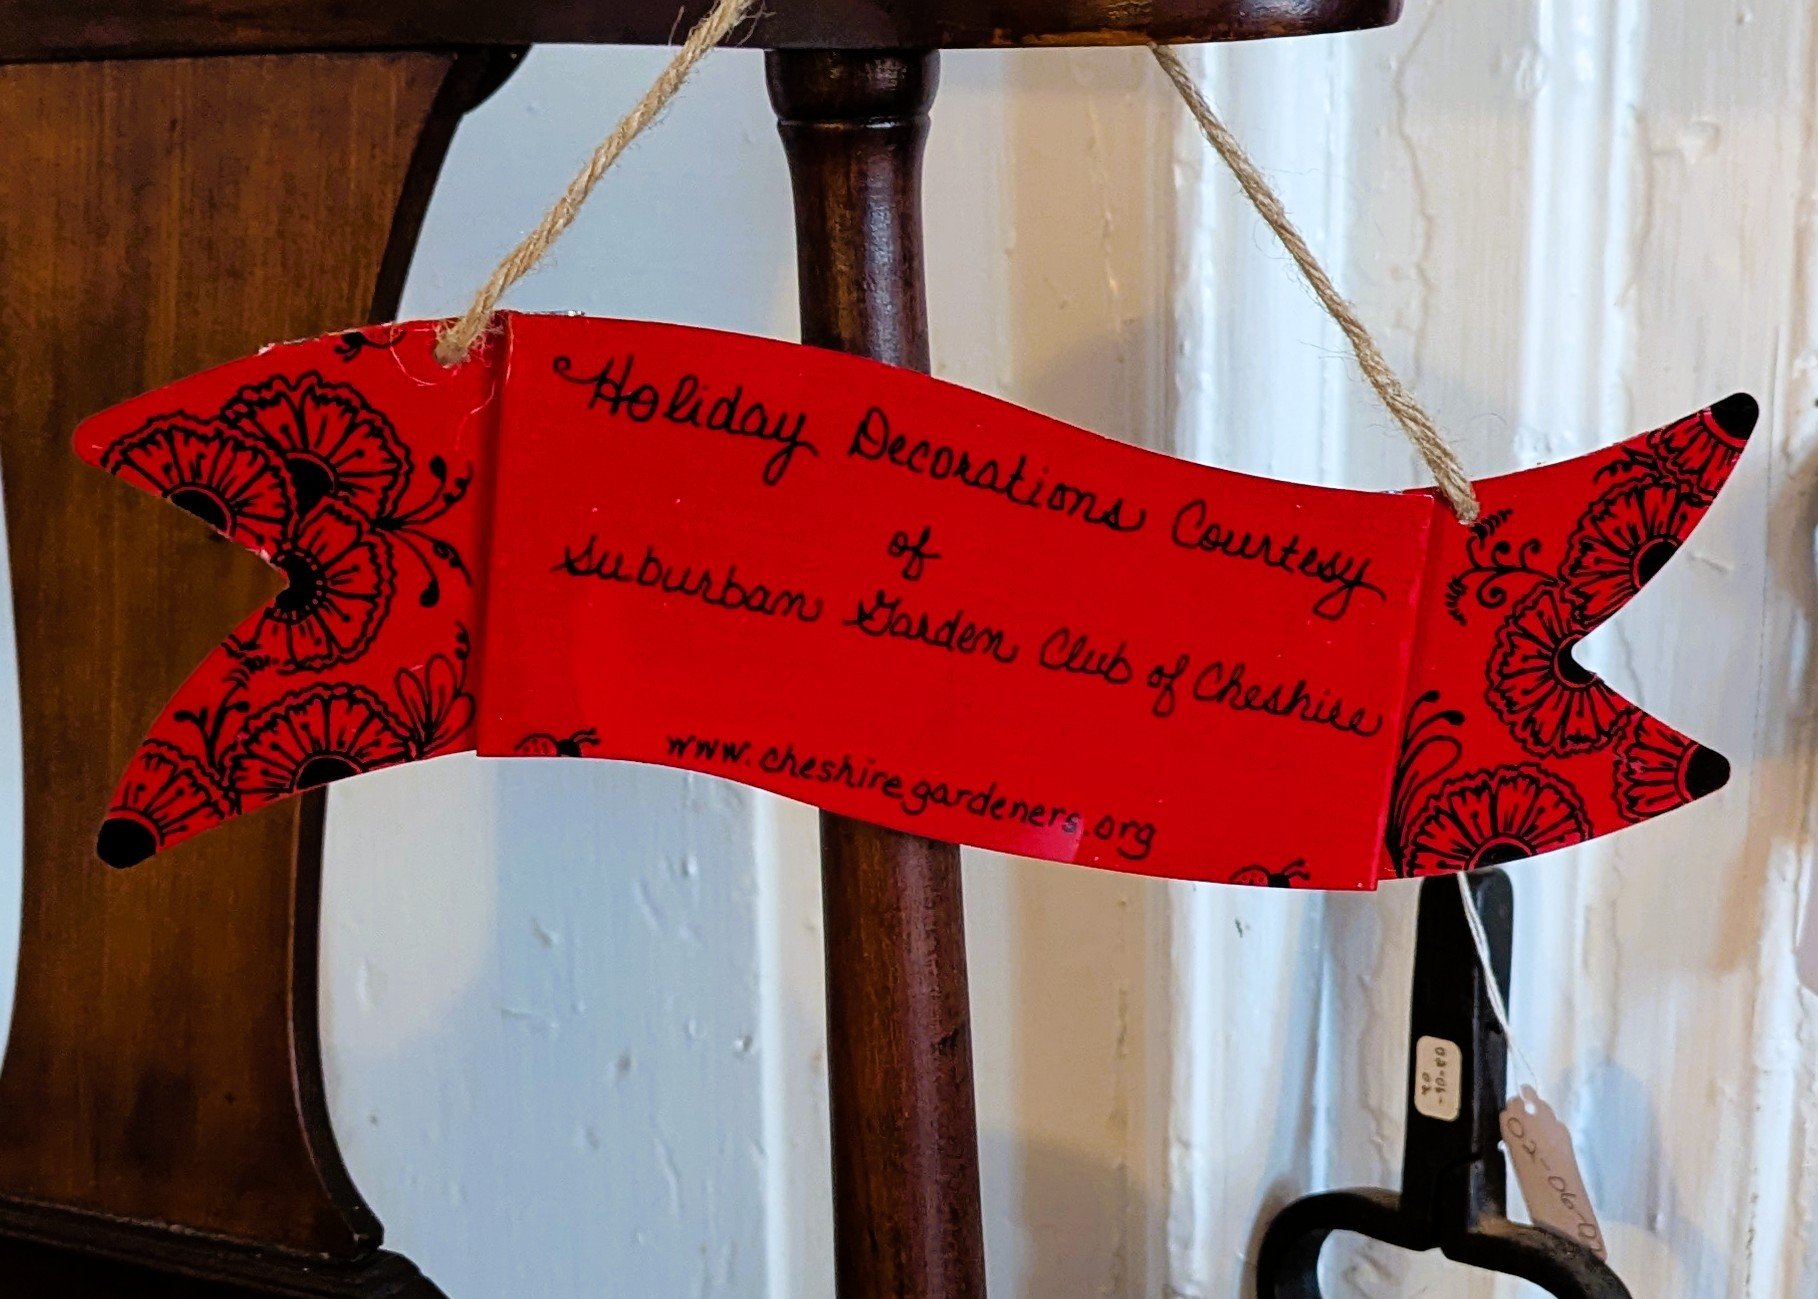 Holiday Decorations Courtesy
of
Suburban Garden Club of Cheshire
www.cheshiregardeners.org